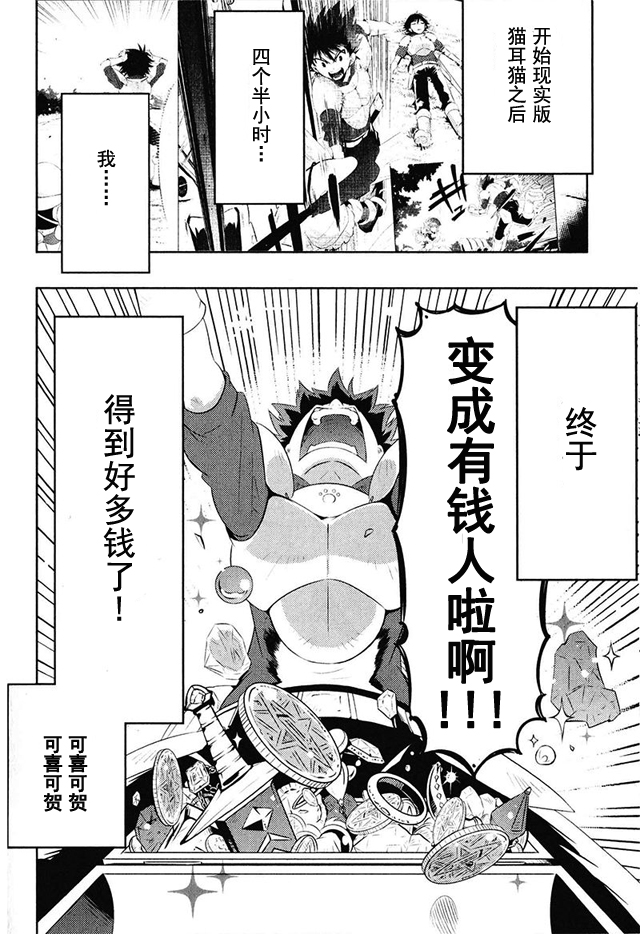 开始现实版
猫耳猫之后
四个半小时…
我……
终于
变成有钱人啦啊!!!
得到好多钱了!
可喜可贺
可喜可贺